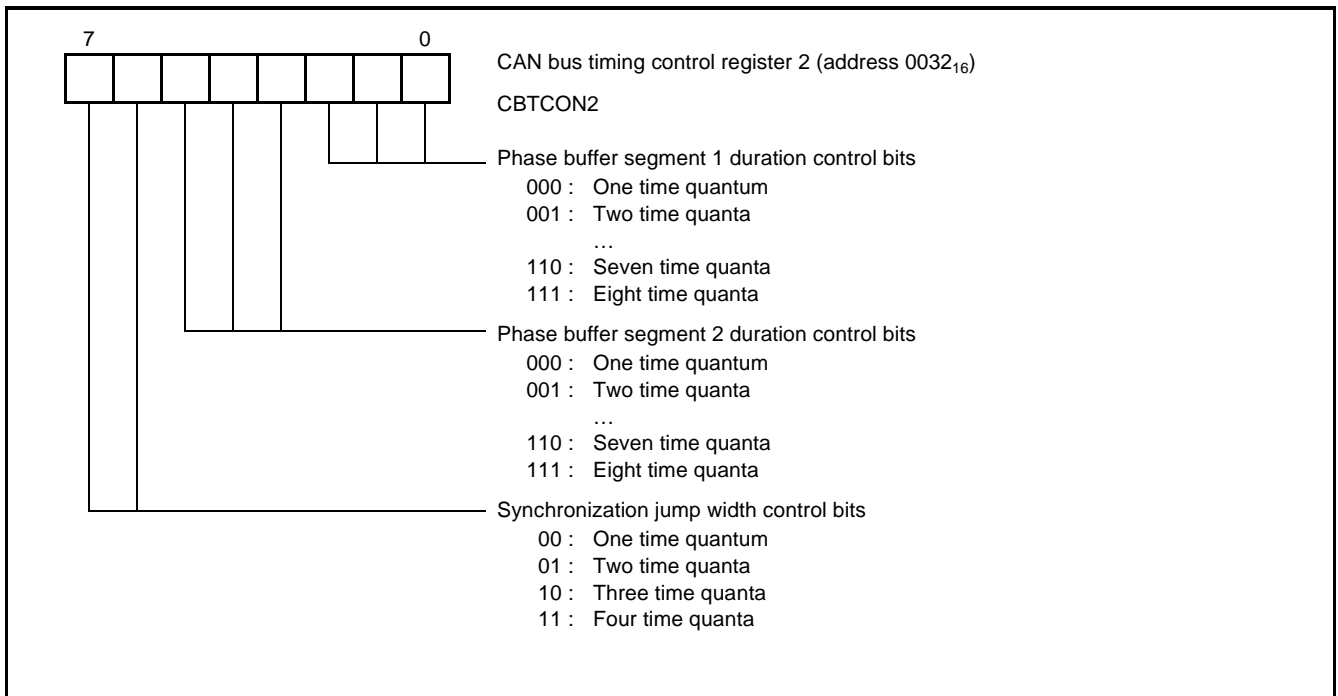 7 0
CAN bus timing control register 2 (address 0032₁₆)
CBTCON2
Phase buffer segment 1 duration control bits
000 : One time quantum
001 : Two time quanta
…
110 : Seven time quanta
111 : Eight time quanta
Phase buffer segment 2 duration control bits
000 : One time quantum
001 : Two time quanta
…
110 : Seven time quanta
111 : Eight time quanta
Synchronization jump width control bits
00 : One time quantum
01 : Two time quanta
10 : Three time quanta
11 : Four time quanta